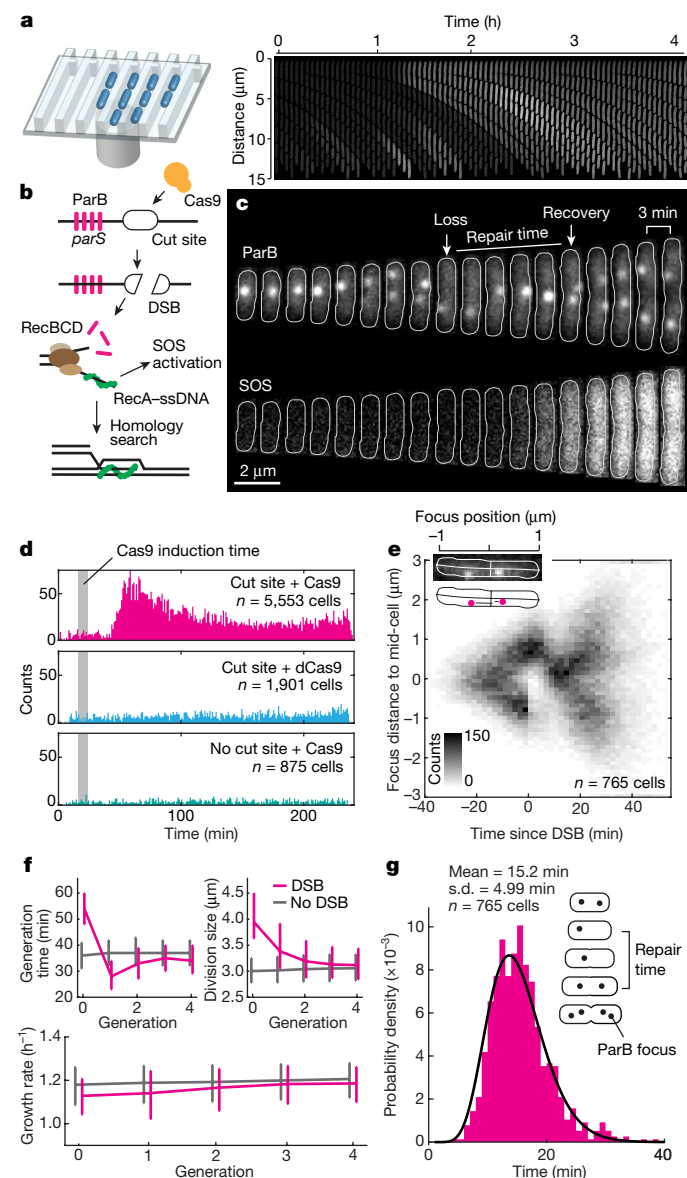 a
Time (h)
0 1 2 3 4
Distance (μm)
0
5
10
15
b
ParB
Cas9
parS
Cut site
DSB
RecBCD
SOS
activation
RecA–ssDNA
Homology
search
c
Loss
Repair time
Recovery
3 min
ParB
SOS
2 μm
d
Cas9 induction time
Counts
50
0
Cut site + Cas9
n = 5,553 cells
50
0
Cut site + dCas9
n = 1,901 cells
50
0
No cut site + Cas9
n = 875 cells
0 100 200
Time (min)
Focus position (μm)
–1 0 1
e
Focus distance to mid-cell (μm)
3
2
1
0
–1
–2
–3
Counts
150
0
n = 765 cells
–40 –20 0 20 40
Time since DSB (min)
f
Generation
time (min)
60
50
40
30
20
0 1 2 3 4
Generation
Division size (μm)
4.5
4.0
3.5
3.0
2.5
DSB
No DSB
0 1 2 3 4
Generation
Growth rate (h⁻¹)
1.4
1.2
1.0
0 1 2 3 4
Generation
g
Mean = 15.2 min
s.d. = 4.99 min
n = 765 cells
Probability density (×10⁻³)
10
8
6
4
2
0
Repair
time
ParB focus
0 20 40
Time (min)